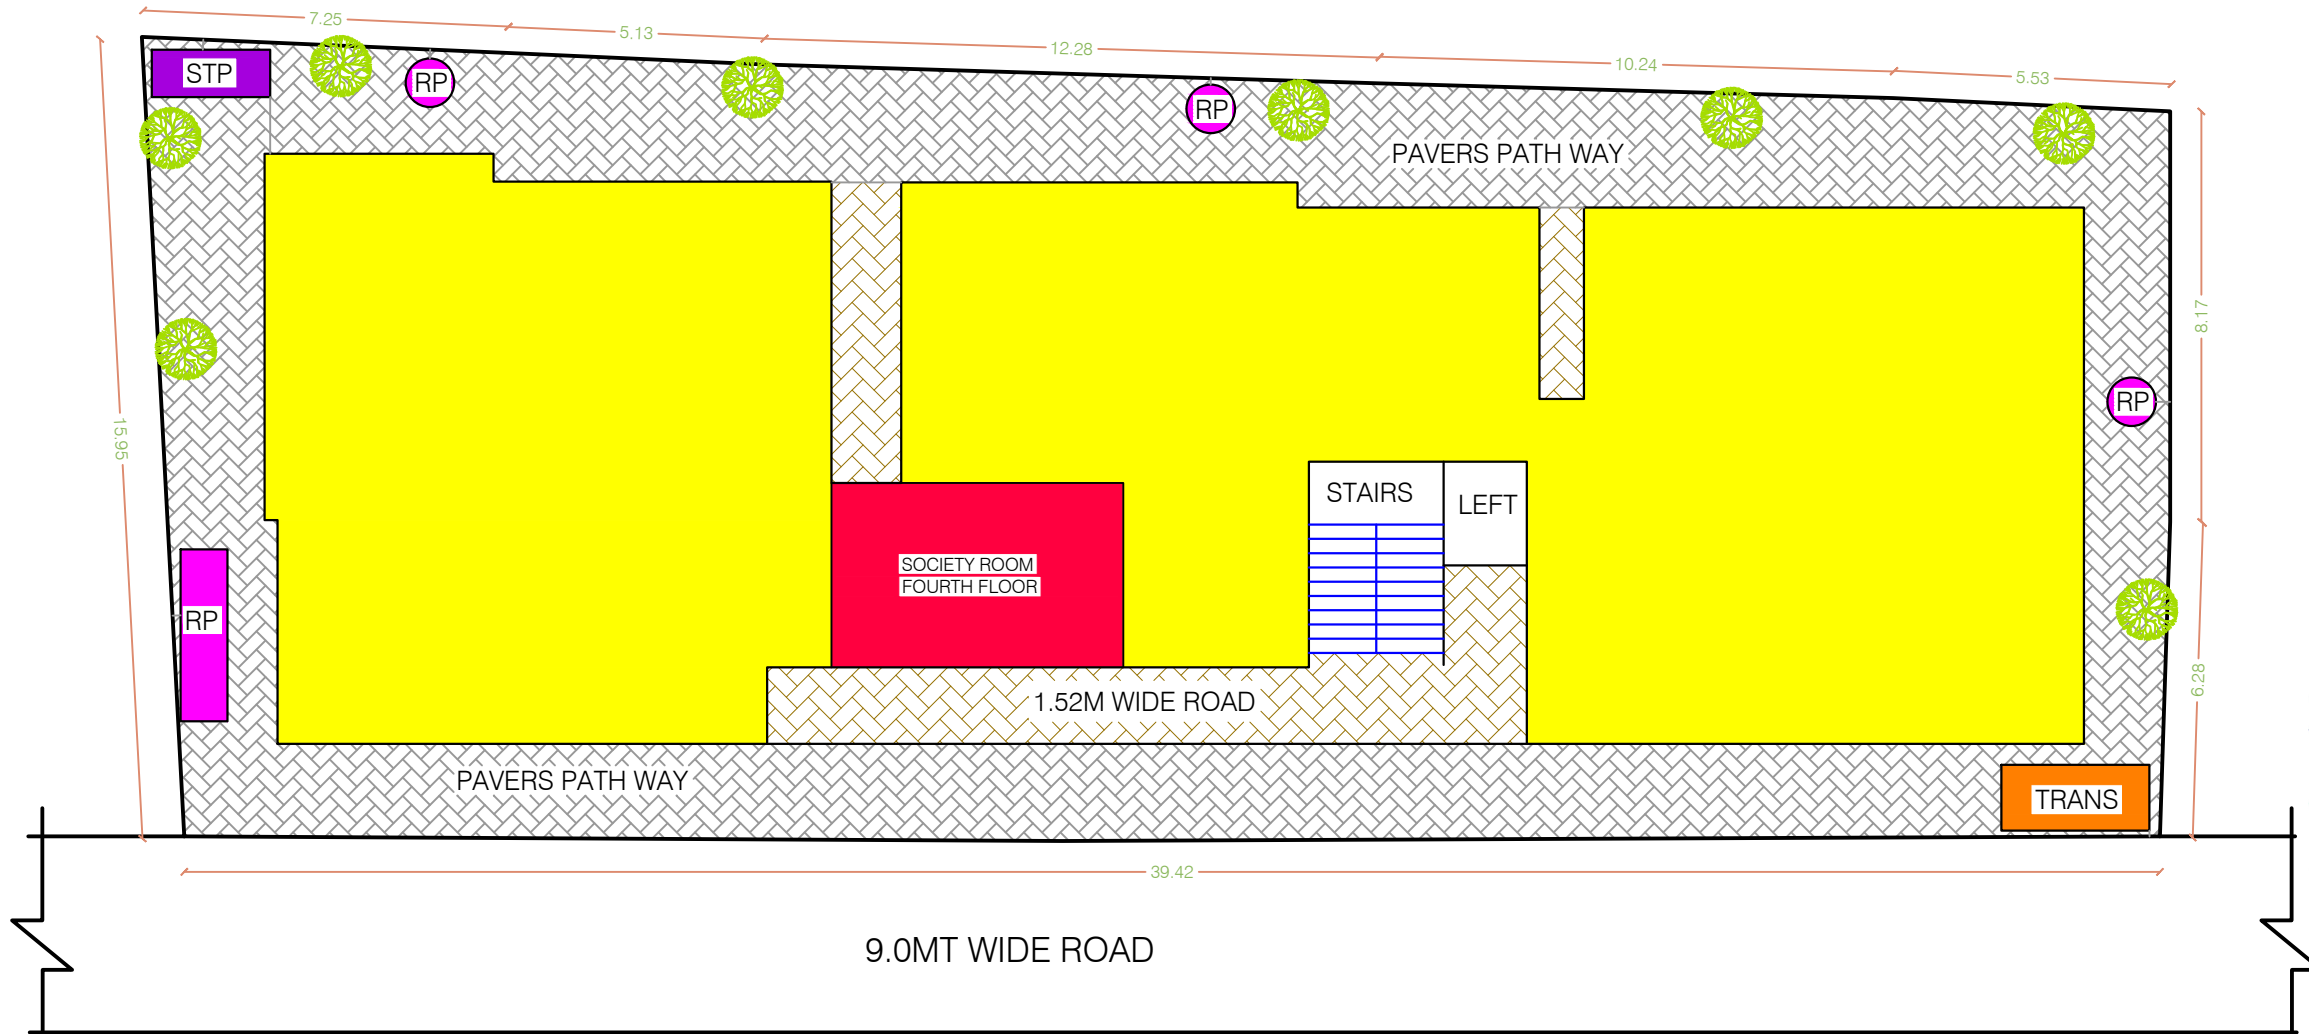 7.25
5.13
12.28
10.24
5.53
STP
RP
RP
PAVERS PATH WAY
8.17
RP
15.95
STAIRS
LEFT
SOCIETY ROOM
FOURTH FLOOR
RP
6.28
1.52M WIDE ROAD
PAVERS PATH WAY
TRANS
39.42
9.0MT WIDE ROAD